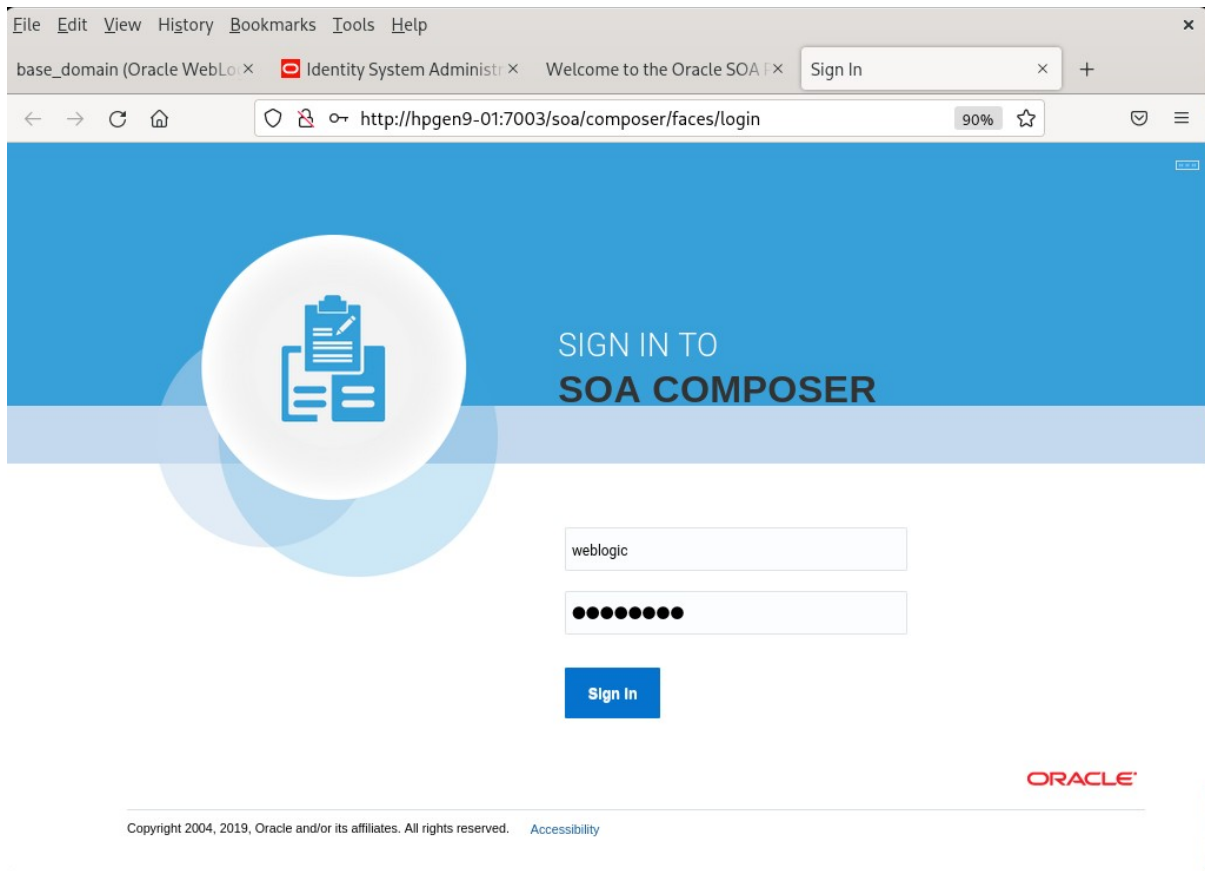 File Edit View History Bookmarks Tools Help
base_domain (Oracle WebLo
Identity System Administr
Welcome to the Oracle SOA
Sign In
http://hpgen9-01:7003/soa/composer/faces/login
90%
SIGN IN TO
SOA COMPOSER
weblogic
Sign In
ORACLE
Copyright 2004, 2019, Oracle and/or its affiliates. All rights reserved. Accessibility